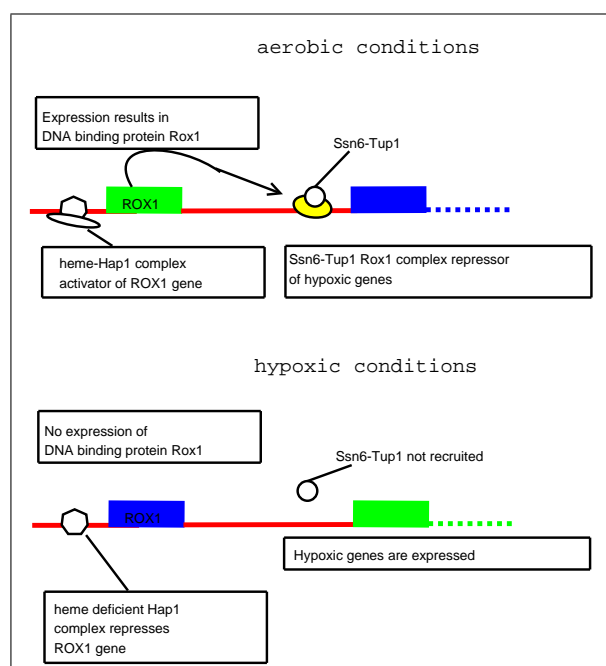 aerobic conditions
Expression results in
DNA binding protein Rox1
Ssn6-Tup1
ROX1
heme-Hap1 complex
activator of ROX1 gene
Ssn6-Tup1 Rox1 complex repressor
of hypoxic genes
hypoxic conditions
No expression of
DNA binding protein Rox1
Ssn6-Tup1 not recruited
ROX1
Hypoxic genes are expressed
heme deficient Hap1
complex represses
ROX1 gene